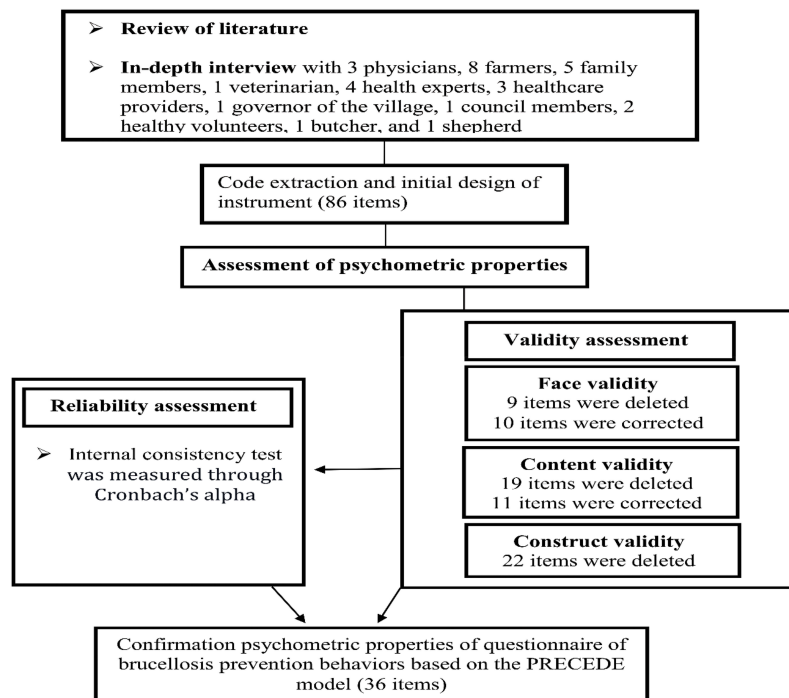 ➢ Review of literature
➢ In-depth interview with 3 physicians, 8 farmers, 5 family
members, 1 veterinarian, 4 health experts, 3 healthcare
providers, 1 governor of the village, 1 council members, 2
healthy volunteers, 1 butcher, and 1 shepherd
Code extraction and initial design of
instrument (86 items)
Assessment of psychometric properties
Validity assessment
Face validity
9 items were deleted
10 items were corrected
Content validity
19 items were deleted
11 items were corrected
Construct validity
22 items were deleted
Reliability assessment
➢ Internal consistency test
was measured through
Cronbach's alpha
Confirmation psychometric properties of questionnaire of
brucellosis prevention behaviors based on the PRECEDE
model (36 items)